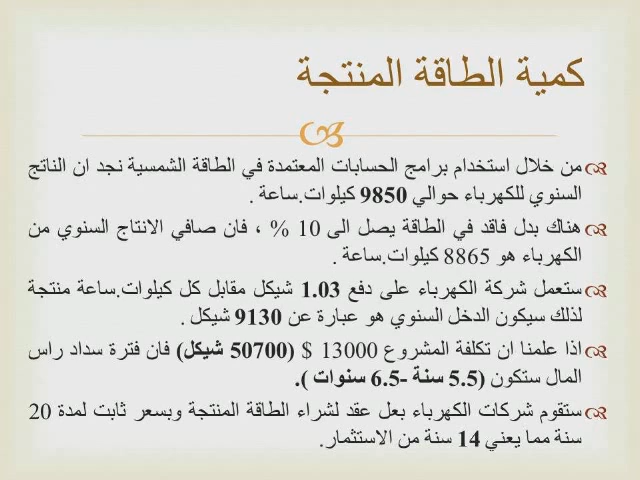 كمية الطاقة المنتجة
من خلال استخدام برامج الحسابات المعتمدة في الطاقة الشمسية نجد ان الناتج
السنوي للكهرباء حوالي 9850 كيلوات.ساعة .
هناك بدل فاقد في الطاقة يصل الى 10 % ، فان صافي الانتاج السنوي من
الكهرباء هو 8865 كيلوات.ساعة .
ستعمل شركة الكهرباء على دفع 1.03 شيكل مقابل كل كيلوات.ساعة منتجة
لذلك سيكون الدخل السنوي هو عبارة عن 9130 شيكل .
اذا علمنا ان تكلفة المشروع 13000 $ (50700 شيكل) فان فترة سداد راس
المال ستكون (5.5 سنة -6.5 سنوات ).
ستقوم شركات الكهرباء بعل عقد لشراء الطاقة المنتجة وبسعر ثابت لمدة 20
سنة مما يعني 14 سنة من الاستثمار.